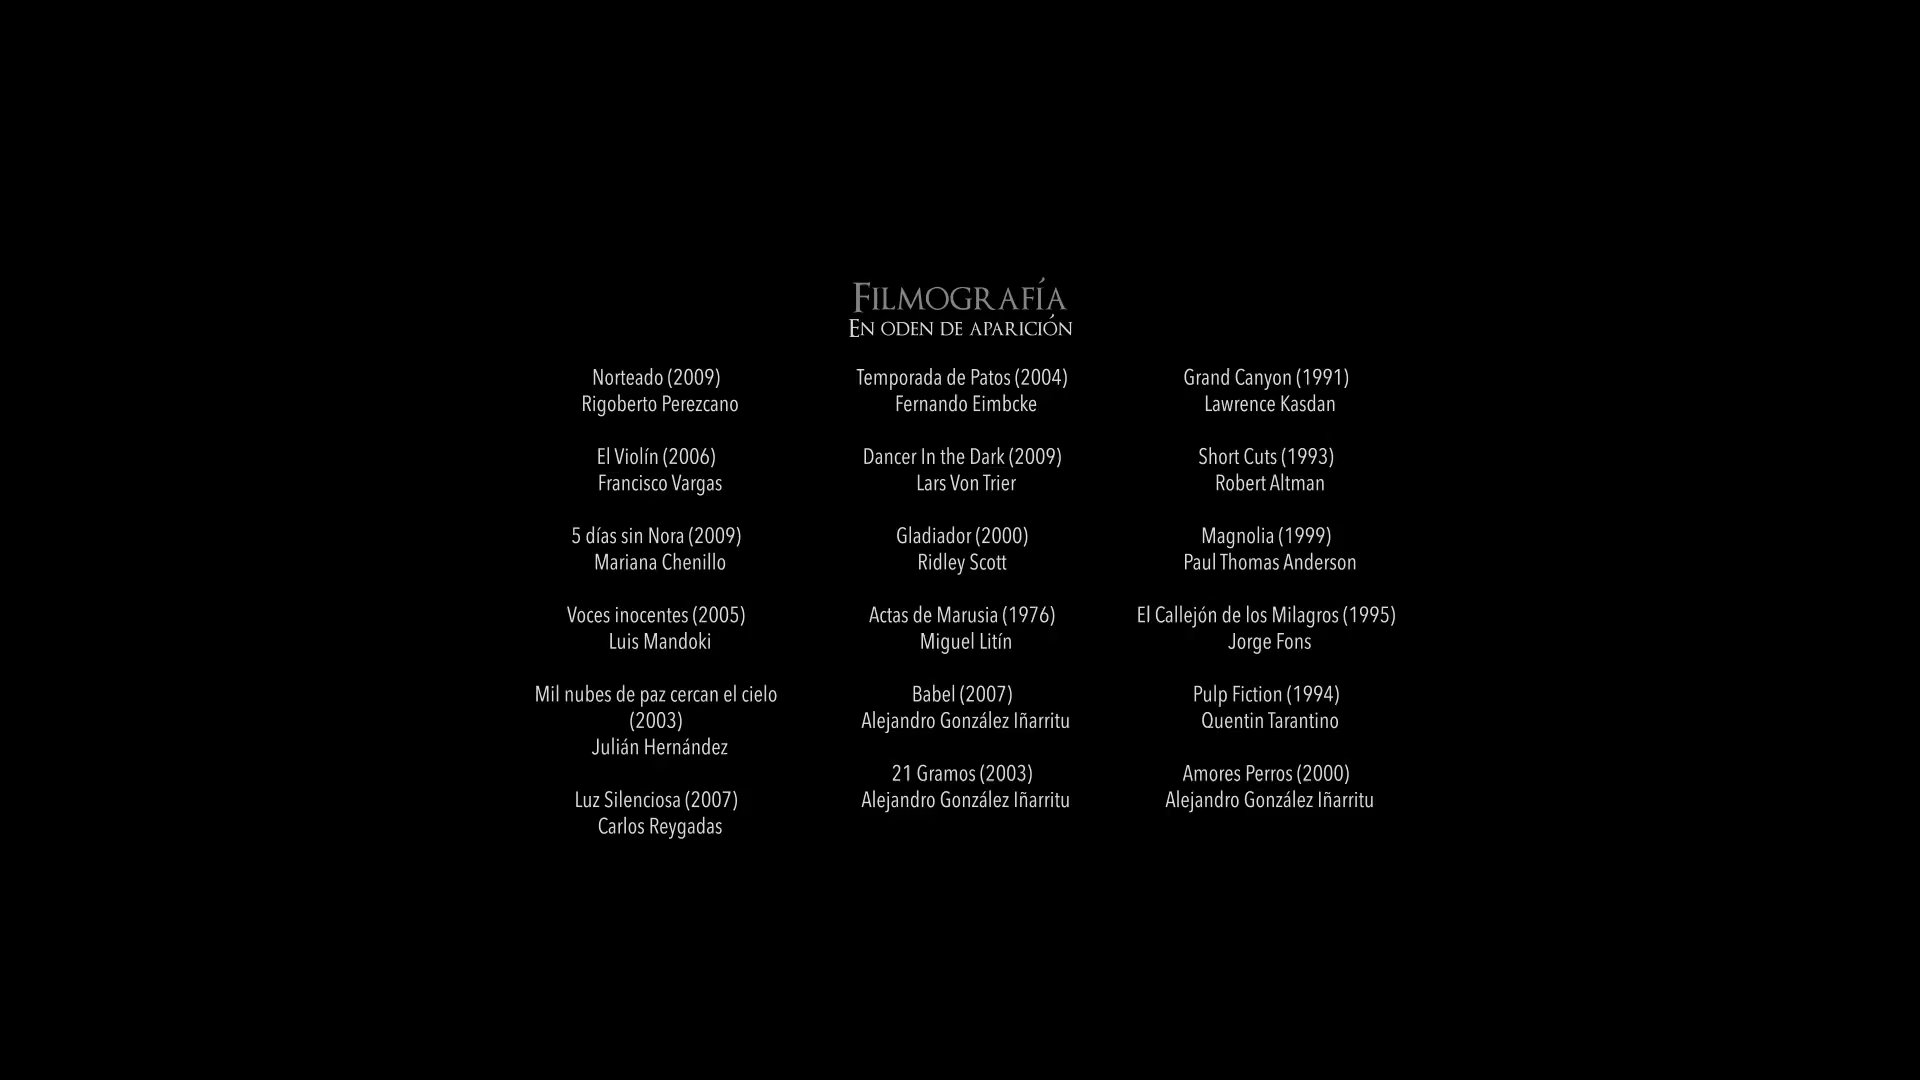 FILMOGRAFÍA
EN ODEN DE APARICIÓN
Norteado (2009)
Rigoberto Perezcano
El Violín (2006)
Francisco Vargas
5 días sin Nora (2009)
Mariana Chenillo
Voces inocentes (2005)
Luis Mandoki
Mil nubes de paz cercan el cielo
(2003)
Julián Hernández
Luz Silenciosa (2007)
Carlos Reygadas
Temporada de Patos (2004)
Fernando Eimbcke
Dancer In the Dark (2009)
Lars Von Trier
Gladiador (2000)
Ridley Scott
Actas de Marusia (1976)
Miguel Litín
Babel (2007)
Alejandro González Iñarritu
21 Gramos (2003)
Alejandro González Iñarritu
Grand Canyon (1991)
Lawrence Kasdan
Short Cuts (1993)
Robert Altman
Magnolia (1999)
Paul Thomas Anderson
El Callejón de los Milagros (1995)
Jorge Fons
Pulp Fiction (1994)
Quentin Tarantino
Amores Perros (2000)
Alejandro González Iñarritu